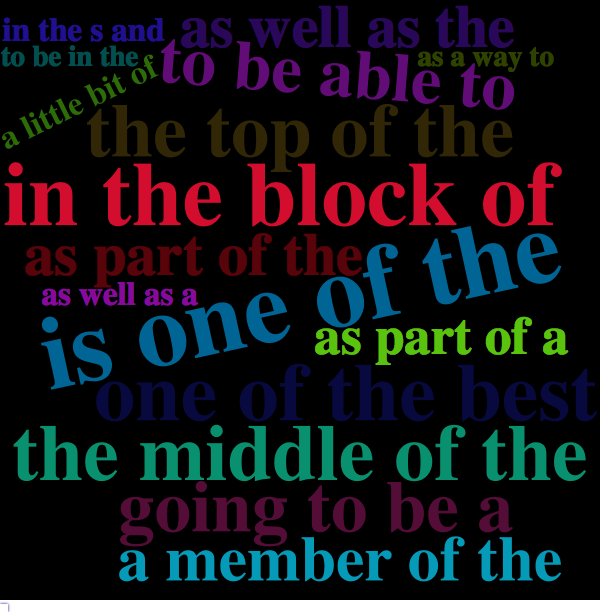 in the s and
as well as the
to be in the
to be able to
as a way to
a little bit of
the top of the
in the block of
as part of the
is one of the
as well as a
as part of a
one of the best
the middle of the
going to be a
a member of the